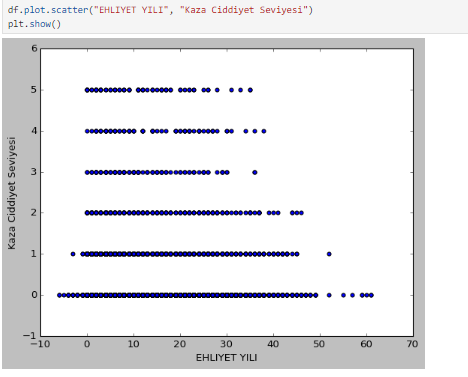 df.plot.scatter("EHLIYET YILI", "Kaza Ciddiyet Seviyesi")
plt.show()
6
5
4
3
2
1
0
−1
Kaza Ciddiyet Seviyesi
−10 0 10 20 30 40 50 60 70
EHLIYET YILI